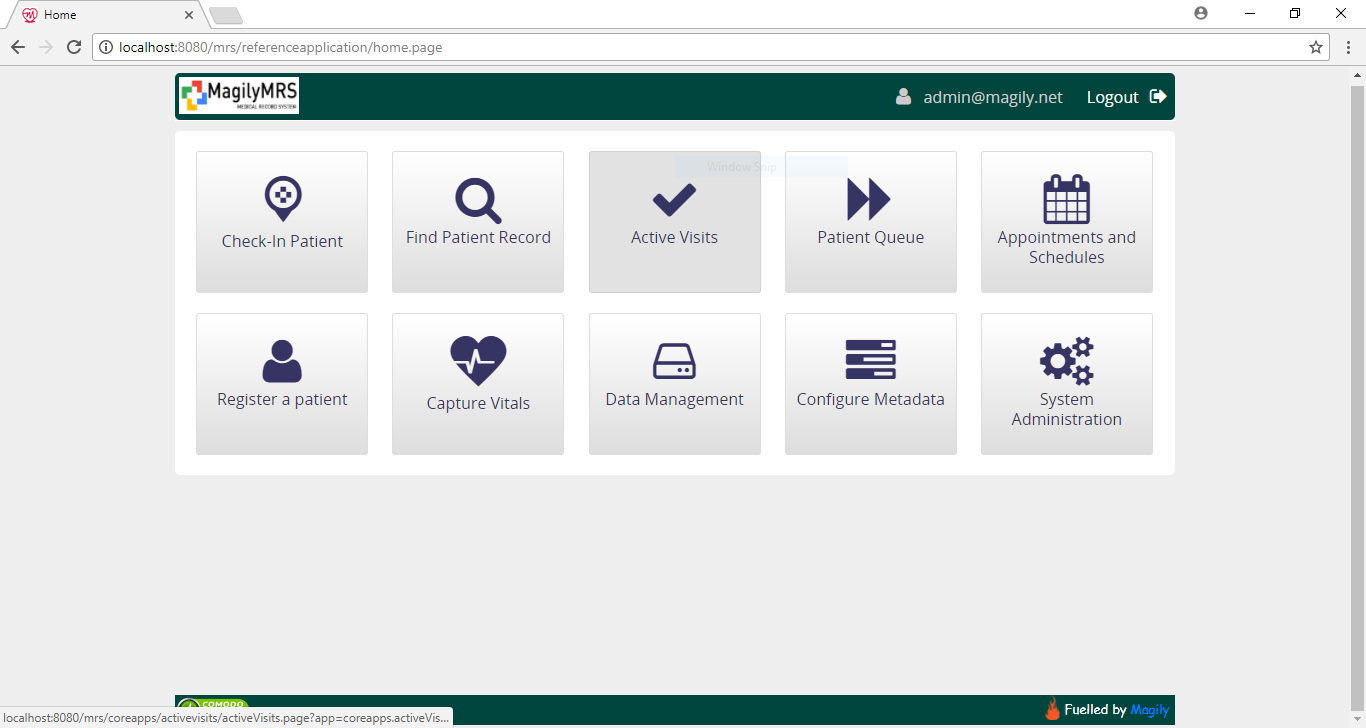 Home
localhost:8080/mrs/referenceapplication/home.page
MagilyMRS
MEDICAL RECORD SYSTEM
admin@magily.net
Logout
Window Snip
Check-In Patient
Find Patient Record
Active Visits
Patient Queue
Appointments and
Schedules
Register a patient
Capture Vitals
Data Management
Configure Metadata
System
Administration
COMODO
Fuelled by Magily
localhost:8080/mrs/coreapps/activevisits/activeVisits.page?app=coreapps.activeVis...